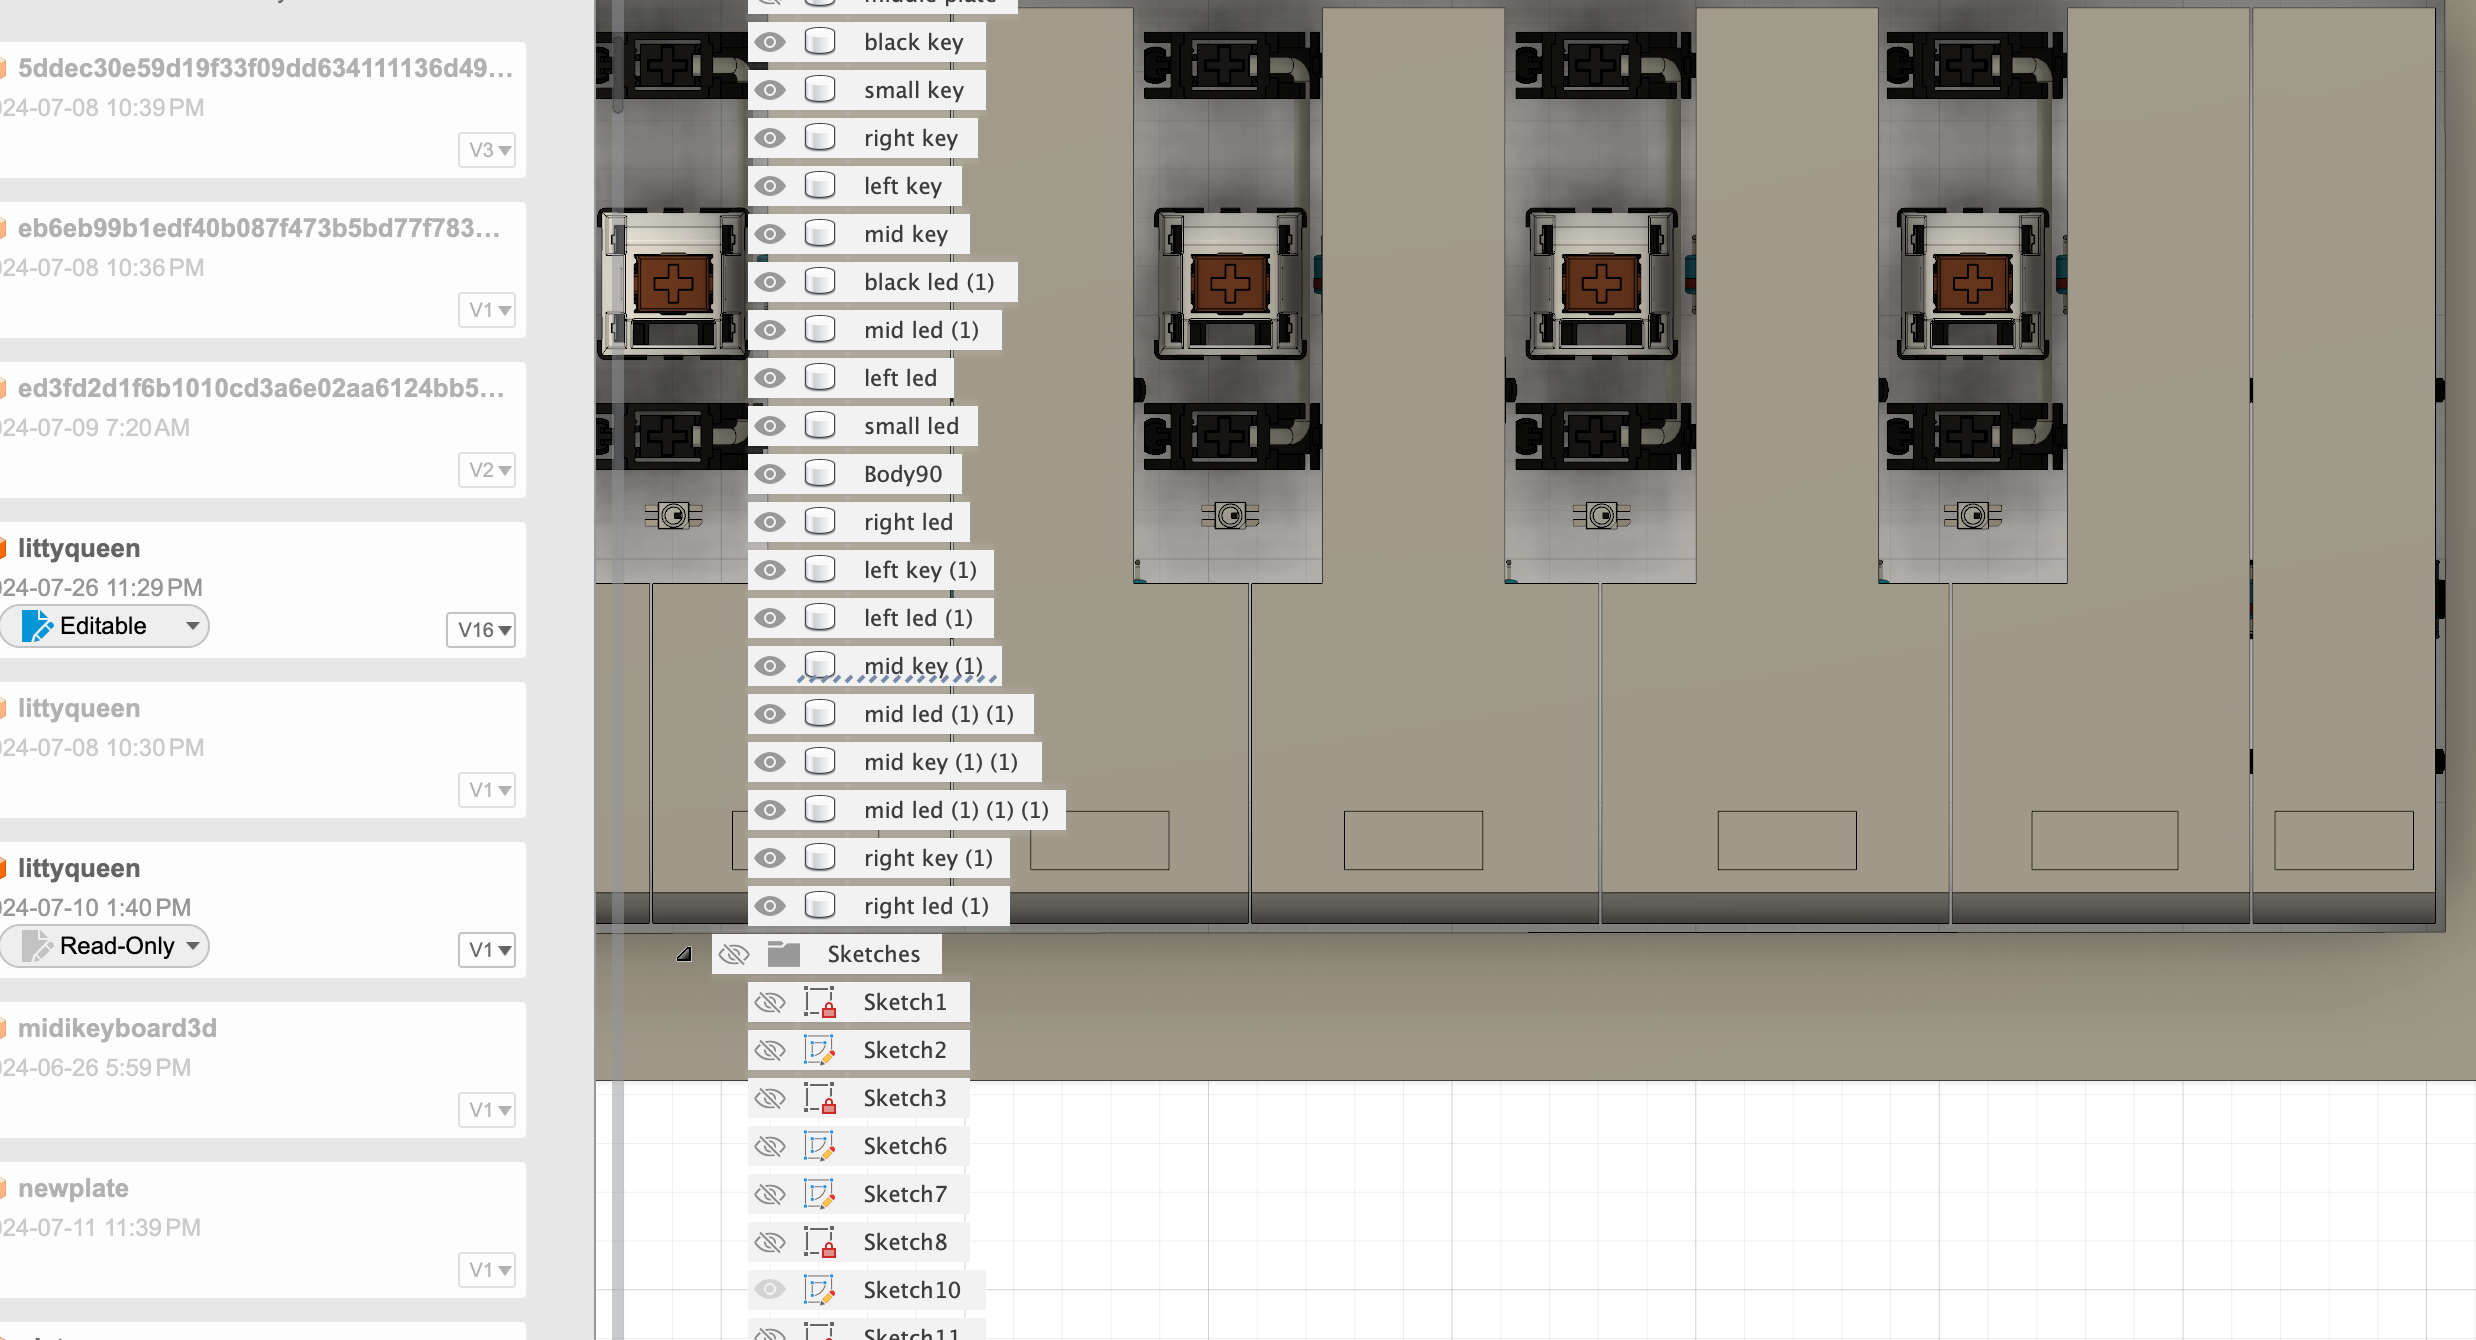 5ddec30e59d19f33f09dd634111136d49...
24-07-08 10:39 PM
V3
eb6eb99b1edf40b087f473b5bd77f783...
24-07-08 10:36 PM
V1
ed3fd2d1f6b1010cd3a6e02aa6124bb5...
24-07-09 7:20 AM
V2
littyqueen
24-07-26 11:29 PM
Editable
V16
littyqueen
24-07-08 10:30 PM
V1
littyqueen
24-07-10 1:40 PM
Read-Only
V1
midikeyboard3d
24-06-26 5:59 PM
V1
newplate
24-07-11 11:39 PM
V1
middle plate
black key
small key
right key
left key
mid key
black led (1)
mid led (1)
left led
small led
Body90
right led
left key (1)
left led (1)
mid key (1)
mid led (1) (1)
mid key (1) (1)
mid led (1) (1) (1)
right key (1)
right led (1)
Sketches
Sketch1
Sketch2
Sketch3
Sketch6
Sketch7
Sketch8
Sketch10
Sketch11